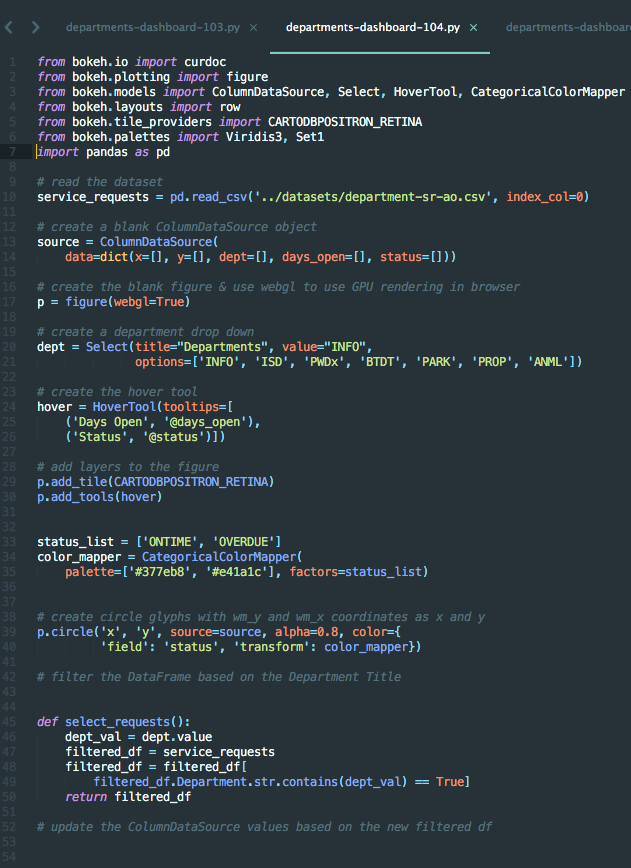 departments-dashboard-103.py × departments-dashboard-104.py × departments-dashboar
1 from bokeh.io import curdoc
2 from bokeh.plotting import figure
3 from bokeh.models import ColumnDataSource, Select, HoverTool, CategoricalColorMapper
4 from bokeh.layouts import row
5 from bokeh.tile_providers import CARTODBPOSITRON_RETINA
6 from bokeh.palettes import Viridis3, Set1
7 import pandas as pd
8
9 # read the dataset
10 service_requests = pd.read_csv('../datasets/department-sr-ao.csv', index_col=0)
11
12 # create a blank ColumnDataSource object
13 source = ColumnDataSource(
14     data=dict(x=[], y=[], dept=[], days_open=[], status=[]))
15
16 # create the blank figure & use webgl to use GPU rendering in browser
17 p = figure(webgl=True)
18
19 # create a department drop down
20 dept = Select(title="Departments", value="INFO",
21               options=['INFO', 'ISD', 'PWDx', 'BTDT', 'PARK', 'PROP', 'ANML'])
22
23 # create the hover tool
24 hover = HoverTool(tooltips=[
25     ('Days Open', '@days_open'),
26     ('Status', '@status')])
27
28 # add layers to the figure
29 p.add_tile(CARTODBPOSITRON_RETINA)
30 p.add_tools(hover)
31
32
33 status_list = ['ONTIME', 'OVERDUE']
34 color_mapper = CategoricalColorMapper(
35     palette=['#377eb8', '#e41a1c'], factors=status_list)
36
37
38 # create circle glyphs with wm_y and wm_x coordinates as x and y
39 p.circle('x', 'y', source=source, alpha=0.8, color={
40          'field': 'status', 'transform': color_mapper})
41
42 # filter the DataFrame based on the Department Title
43
44
45 def select_requests():
46     dept_val = dept.value
47     filtered_df = service_requests
48     filtered_df = filtered_df[
49         filtered_df.Department.str.contains(dept_val) == True]
50     return filtered_df
51
52 # update the ColumnDataSource values based on the new filtered df
53
54